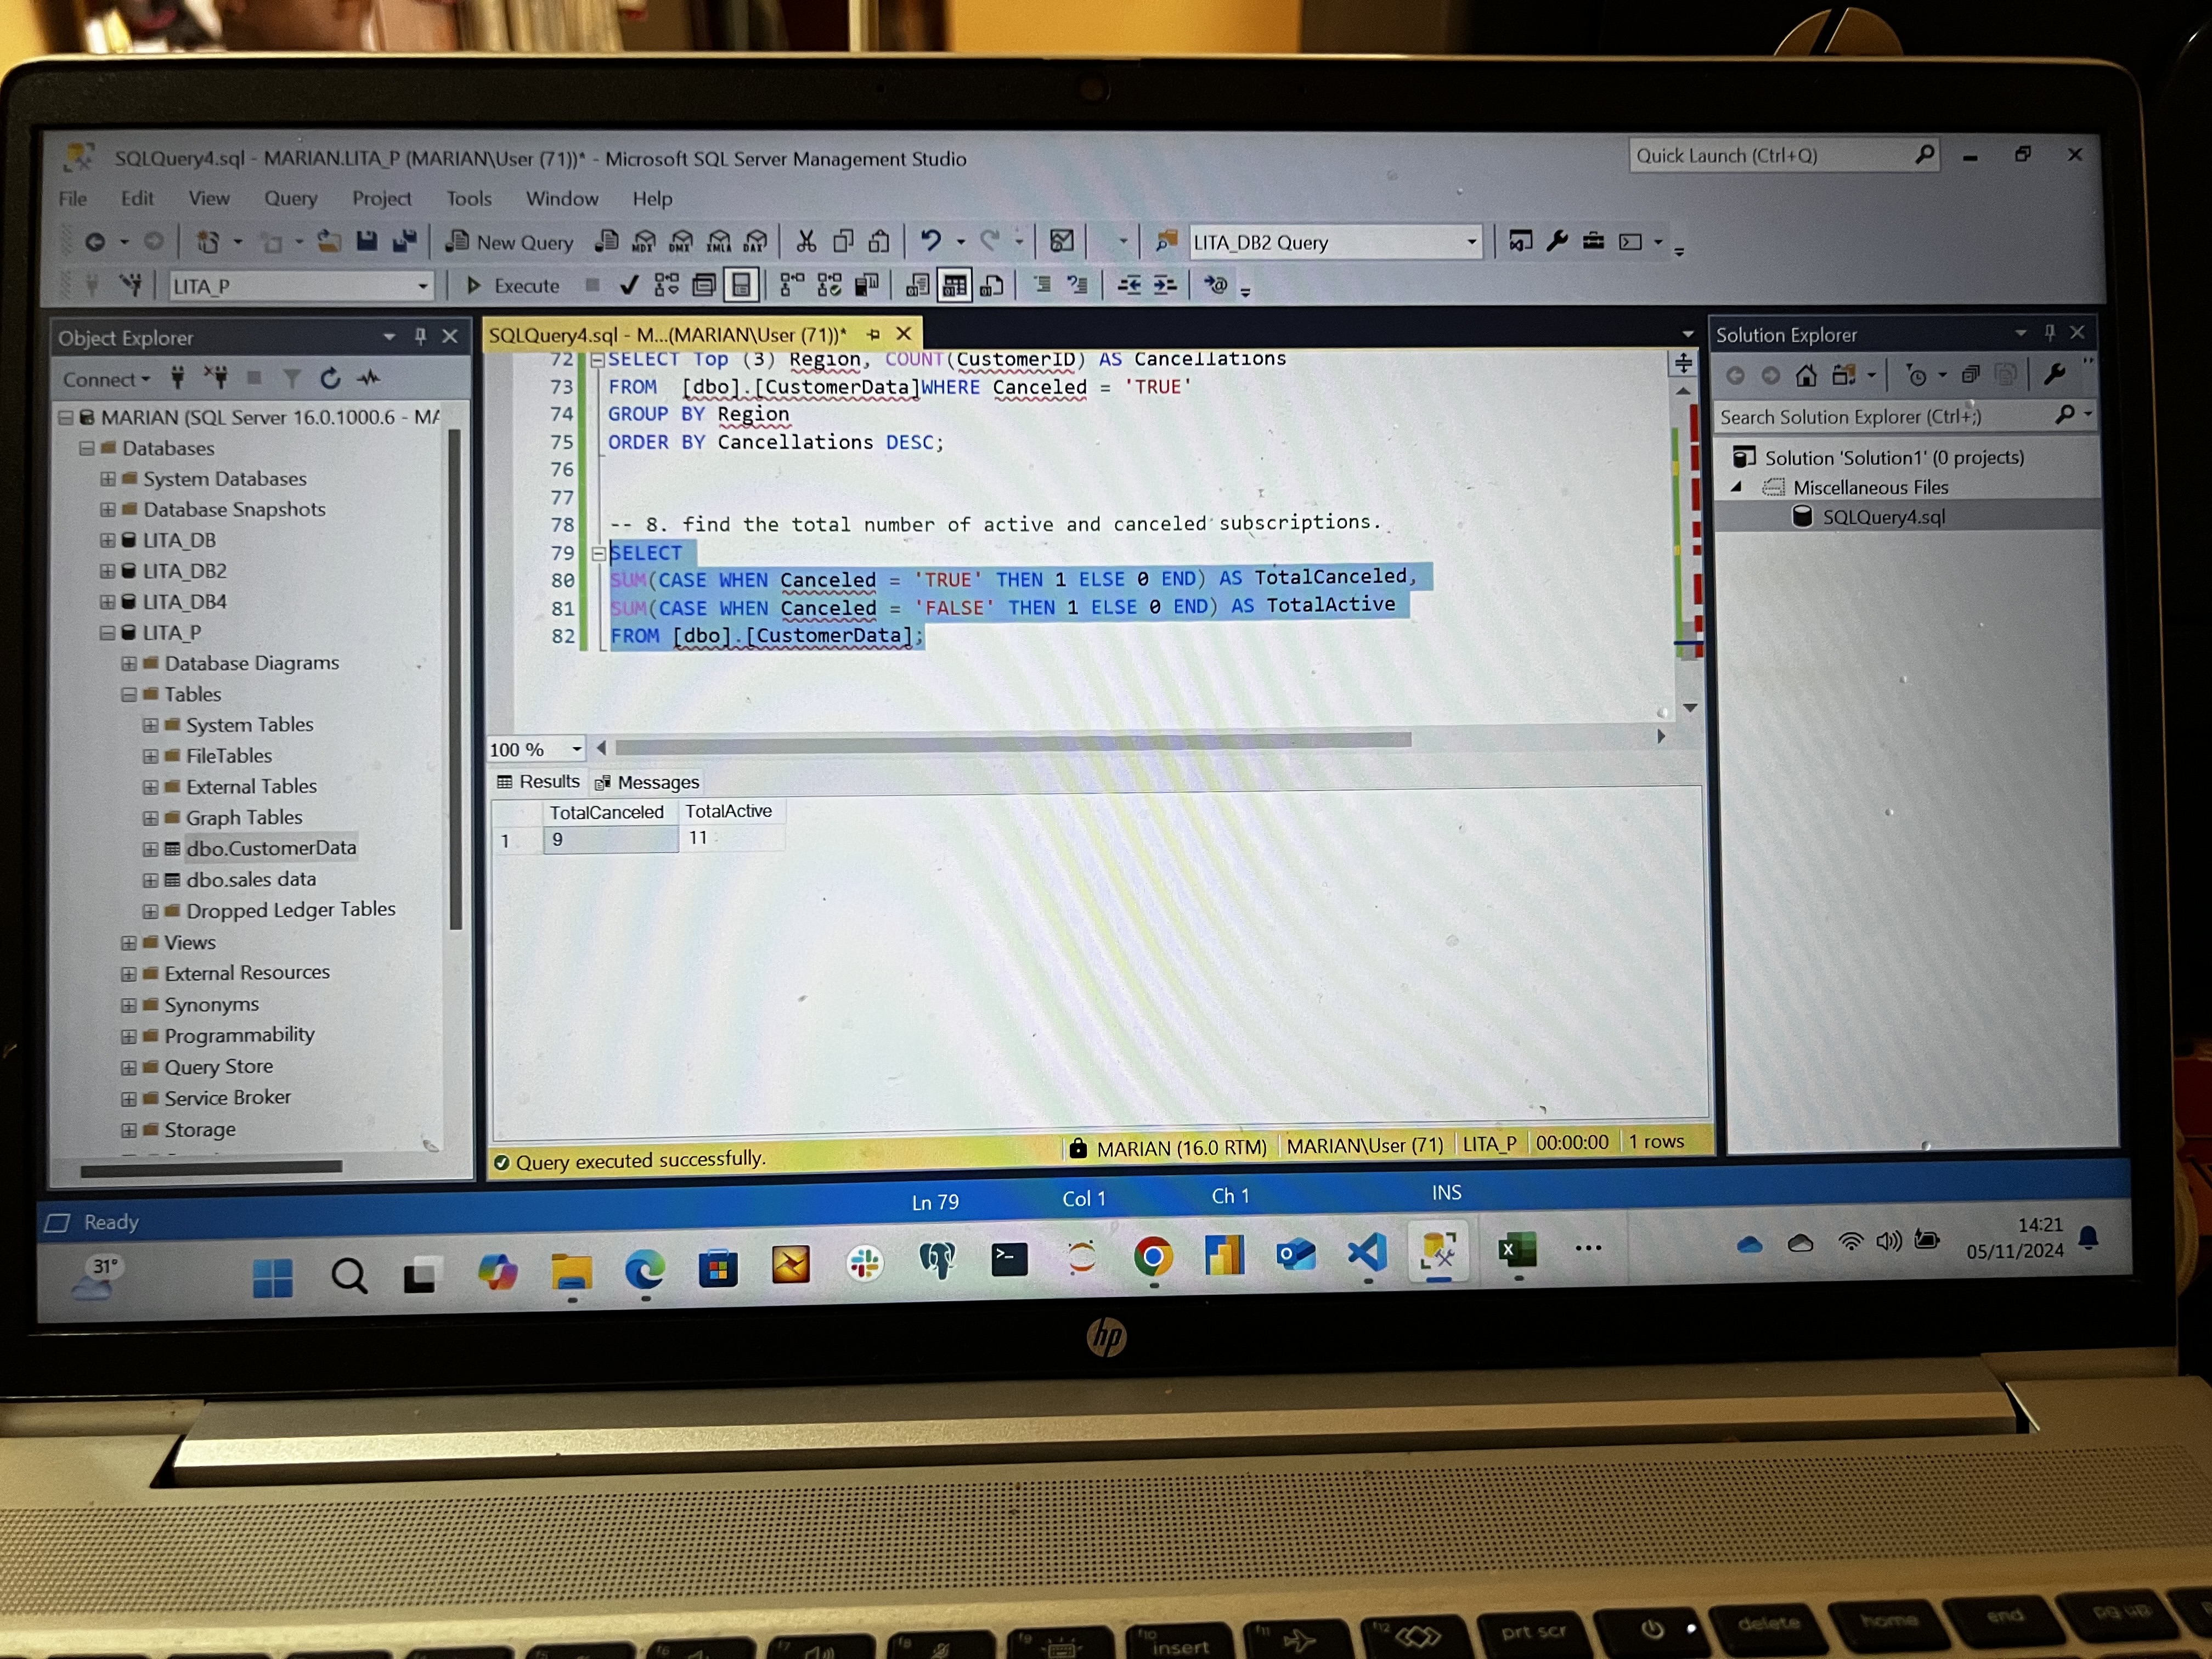 SQLQuery4.sql - MARIAN.LITA_P (MARIAN\User (71))* - Microsoft SQL Server Management Studio
Quick Launch (Ctrl+Q)
File Edit View Query Project Tools Window Help
New Query MDX DMX XMLA DAX LITA_DB2 Query
LITA_P Execute
Object Explorer
Connect
MARIAN (SQL Server 16.0.1000.6 - MA
Databases
System Databases
Database Snapshots
LITA_DB
LITA_DB2
LITA_DB4
LITA_P
Database Diagrams
Tables
System Tables
FileTables
External Tables
Graph Tables
dbo.CustomerData
dbo.sales data
Dropped Ledger Tables
Views
External Resources
Synonyms
Programmability
Query Store
Service Broker
Storage
SQLQuery4.sql - M...(MARIAN\User (71))*
72 SELECT Top (3) Region, COUNT(CustomerID) AS Cancellations
73 FROM [dbo].[CustomerData]WHERE Canceled = 'TRUE'
74 GROUP BY Region
75 ORDER BY Cancellations DESC;
76
77
78 -- 8. find the total number of active and canceled subscriptions.
79 SELECT
80 SUM(CASE WHEN Canceled = 'TRUE' THEN 1 ELSE 0 END) AS TotalCanceled,
81 SUM(CASE WHEN Canceled = 'FALSE' THEN 1 ELSE 0 END) AS TotalActive
82 FROM [dbo].[CustomerData];
100 %
Results Messages
TotalCanceled TotalActive
1 9 11
Query executed successfully. MARIAN (16.0 RTM) MARIAN\User (71) LITA_P 00:00:00 1 rows
Solution Explorer
Search Solution Explorer (Ctrl+;)
Solution 'Solution1' (0 projects)
Miscellaneous Files
SQLQuery4.sql
Ready Ln 79 Col 1 Ch 1 INS
31°
14:21
05/11/2024
hp
f6 f7 f8 f9 f10 insert f11 f12 prt scr delete home end pg up